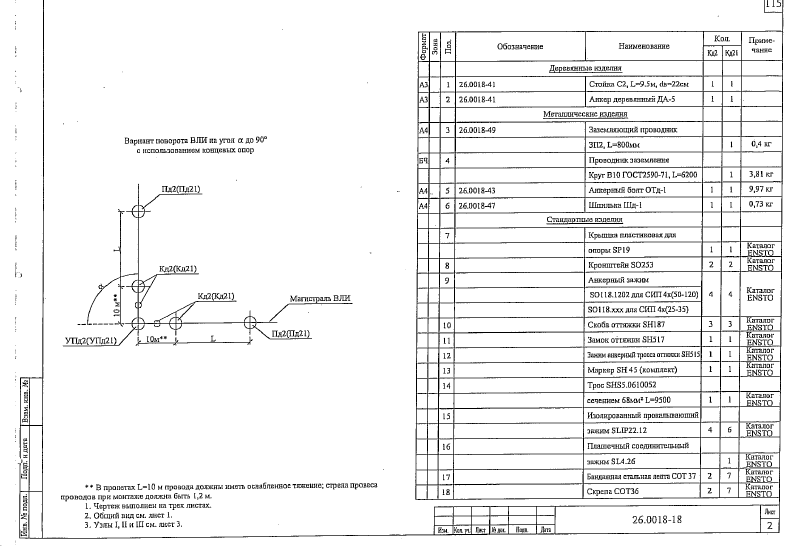 115
Вариант поворота ВЛИ на угол α до 90°
с использованием концевых опор
Пд2(Пд21)
L
Кд2(Кд21)
α
10 м**
Кд2(Кд21)
Магистраль ВЛИ
УПд2(УПд21)
10м**
L
Пд2(Пд21)
** В пролетах L=10 м провода должны иметь ослабленное тяжение; стрела провеса
проводов при монтаже должна быть 1,2 м.
1. Чертеж выполнен на трех листах.
2. Общий вид см. лист 1.
3. Узлы I, II и III см. лист 3.
Взам. инв. №
Подп. и дата
Инв. № подл.
Формат Зона Поз. Обозначение Наименование Кол. Приме-
Кд2 Кд21 чание
Деревянные изделия
А3 1 26.0018-41 Стойка С2, L=9.5м, dв=22см 1 1
А3 2 26.0018-41 Анкер деревянный ДА-5 1 1
Металлические изделия
А4 3 26.0018-49 Заземляющий проводник
ЗП2, L=800мм 1 0,4 кг
БЧ 4 Проводник заземления
Круг В10 ГОСТ2590-71, L=6200 1 3,81 кг
А4 5 26.0018-43 Анкерный болт ОТд-1 1 1 9,97 кг
А4 6 26.0018-47 Шпилька Шд-1 1 1 0,73 кг
Стандартные изделия
7 Крышка пластиковая для
опоры SP19 1 1 Каталог ENSTO
8 Кронштейн SO253 2 2 Каталог ENSTO
9 Анкерный зажим
SO118.1202 для СИП 4х(50-120) 4 4 Каталог ENSTO
SO118.xxx для СИП 4х(25-35)
10 Скоба оттяжки SH187 3 3 Каталог ENSTO
11 Замок оттяжки SH517 1 1 Каталог ENSTO
12 Зажим анкерный тросса оттяжки SH515 1 1 Каталог ENSTO
13 Маркер SH 45 (комплект) 1 1 Каталог ENSTO
14 Трос SHS5.0610052
сечением 68мм² L=9500 1 1 Каталог ENSTO
15 Изолированный прокалывающий
зажим SLIP22.12 4 6 Каталог ENSTO
16 Плашечный соединительный
зажим SL4.26 1 Каталог ENSTO
17 Бандажная стальная лента COT 37 2 7 Каталог ENSTO
18 Скрепа COT36 2 7 Каталог ENSTO
Изм. Кол. уч. Лист № док. Подп. Дата
26.0018-18
Лист
2